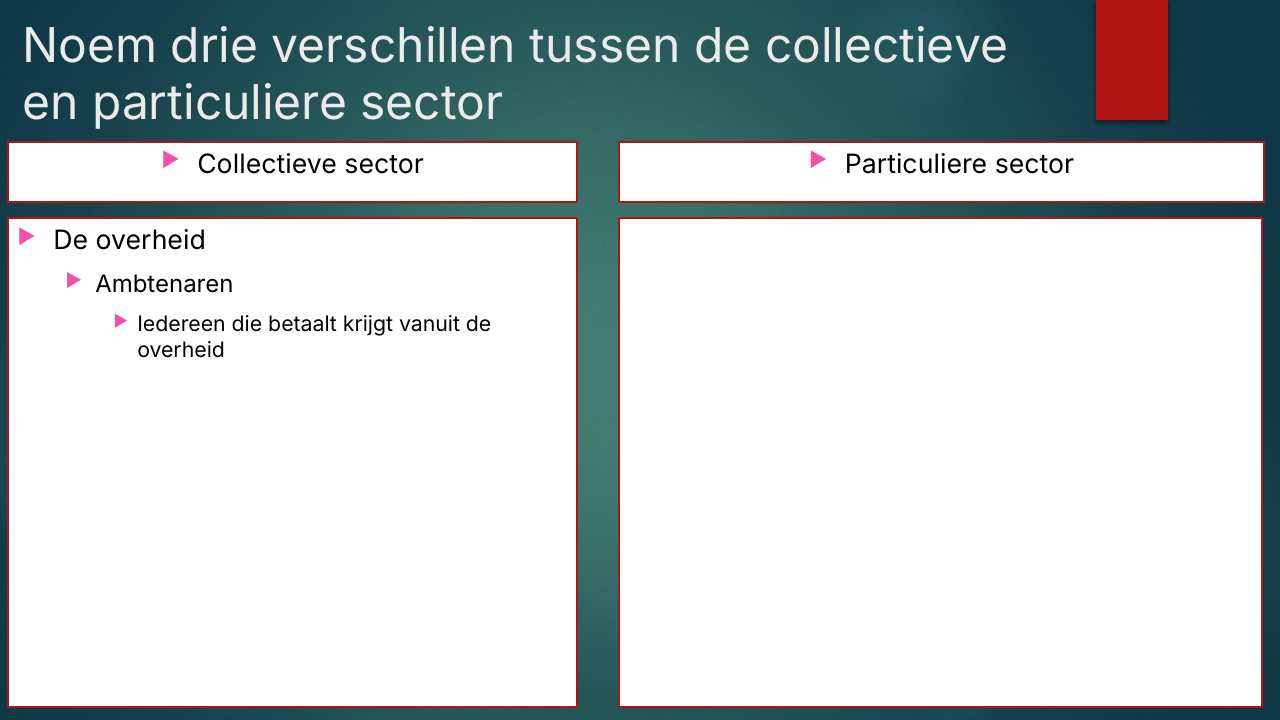 Noem drie verschillen tussen de collectieve
en particuliere sector
Collectieve sector
Particuliere sector
De overheid
Ambtenaren
Iedereen die betaalt krijgt vanuit de
overheid